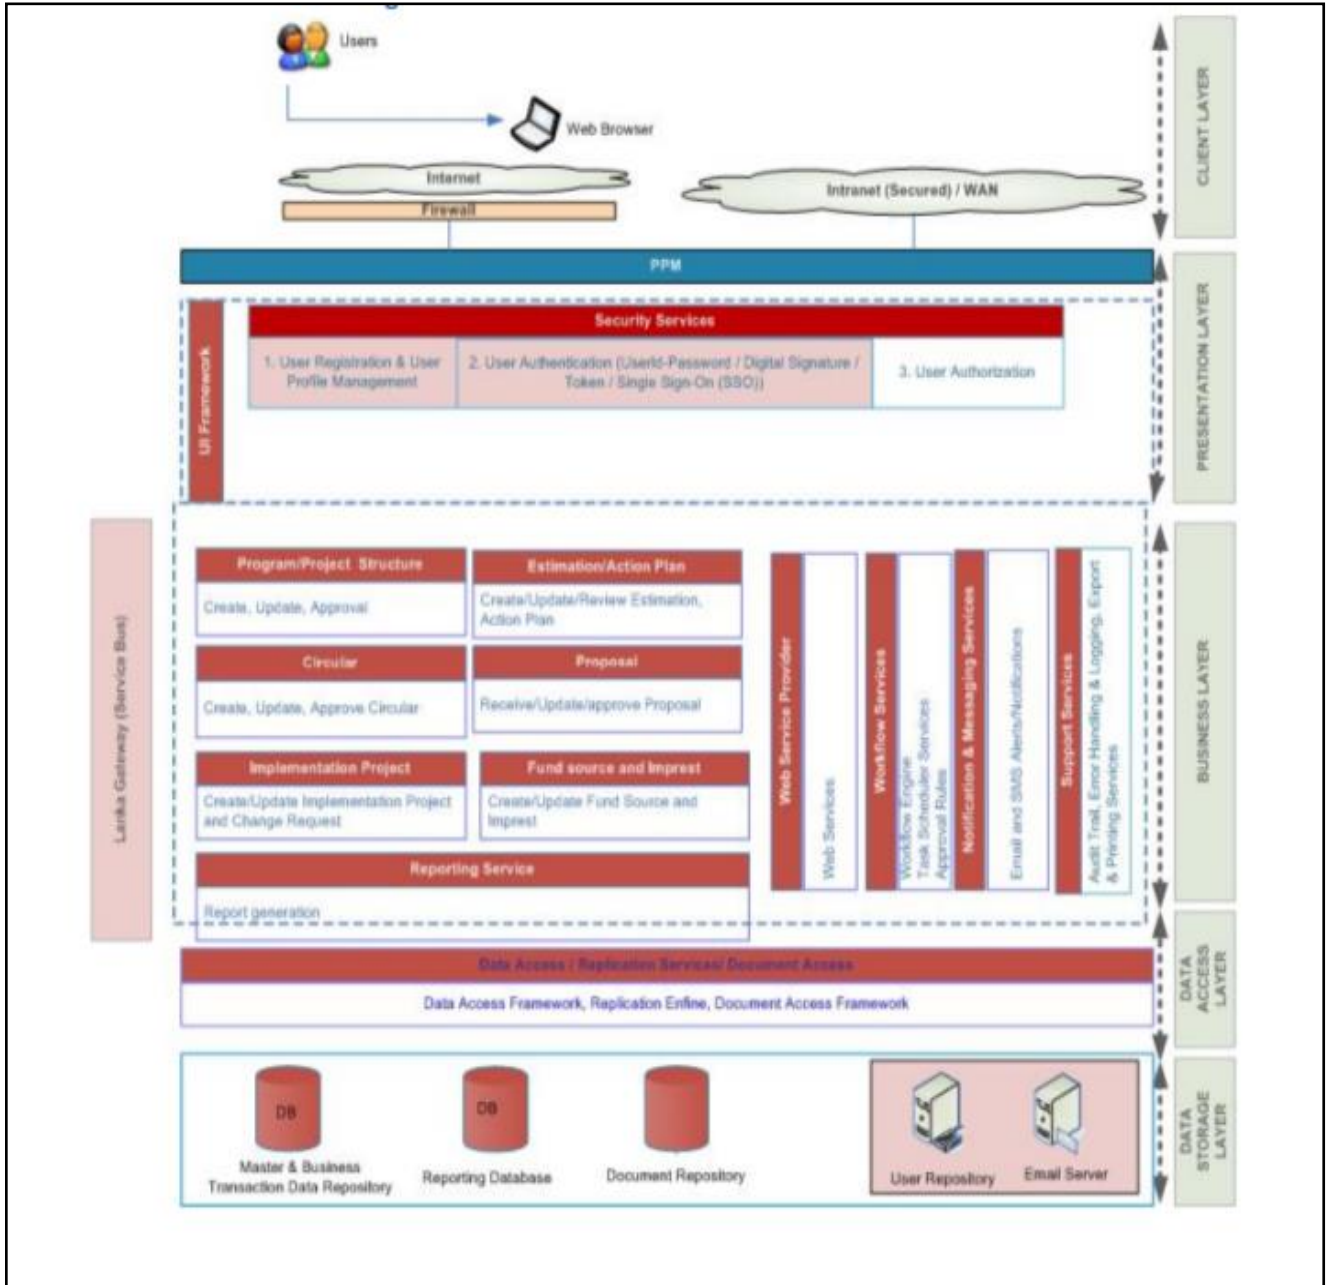 Users
Web Browser
Internet
Firewall
Intranet (Secured) / WAN
CLIENT LAYER
PPM
PRESENTATION LAYER
UI Framework
Security Services
1. User Registration & User
Profile Management
2. User Authentication (UserId-Password / Digital Signature /
Token / Single Sign-On (SSO))
3. User Authorization
Lanka Gateway (Service Bus)
Program/Project Structure
Create, Update, Approval
Estimation/Action Plan
Create/Update/Review Estimation,
Action Plan
Circular
Create, Update, Approve Circular
Proposal
Receive/Update/approve Proposal
Implementation Project
Create/Update Implementation Project
and Change Request
Fund source and Imprest
Create/Update Fund Source and
Imprest
Reporting Service
Report generation
Web Service Provider
Web Services
Workflow Services
Workflow Engine
Task Scheduler Services
Approval Rules
Notification & Messaging Services
Email and SMS Alerts/Notifications
Support Services
Audit Trail, Error Handling & Logging, Export
& Printing Services
BUSINESS LAYER
Data Access / Replication Services/ Document Access
Data Access Framework, Replication Enfine, Document Access Framework
DATA
ACCESS
LAYER
DB
Master & Business
Transaction Data Repository
DB
Reporting Database
Document Repository
User Repository
Email Server
DATA
STORAGE
LAYER